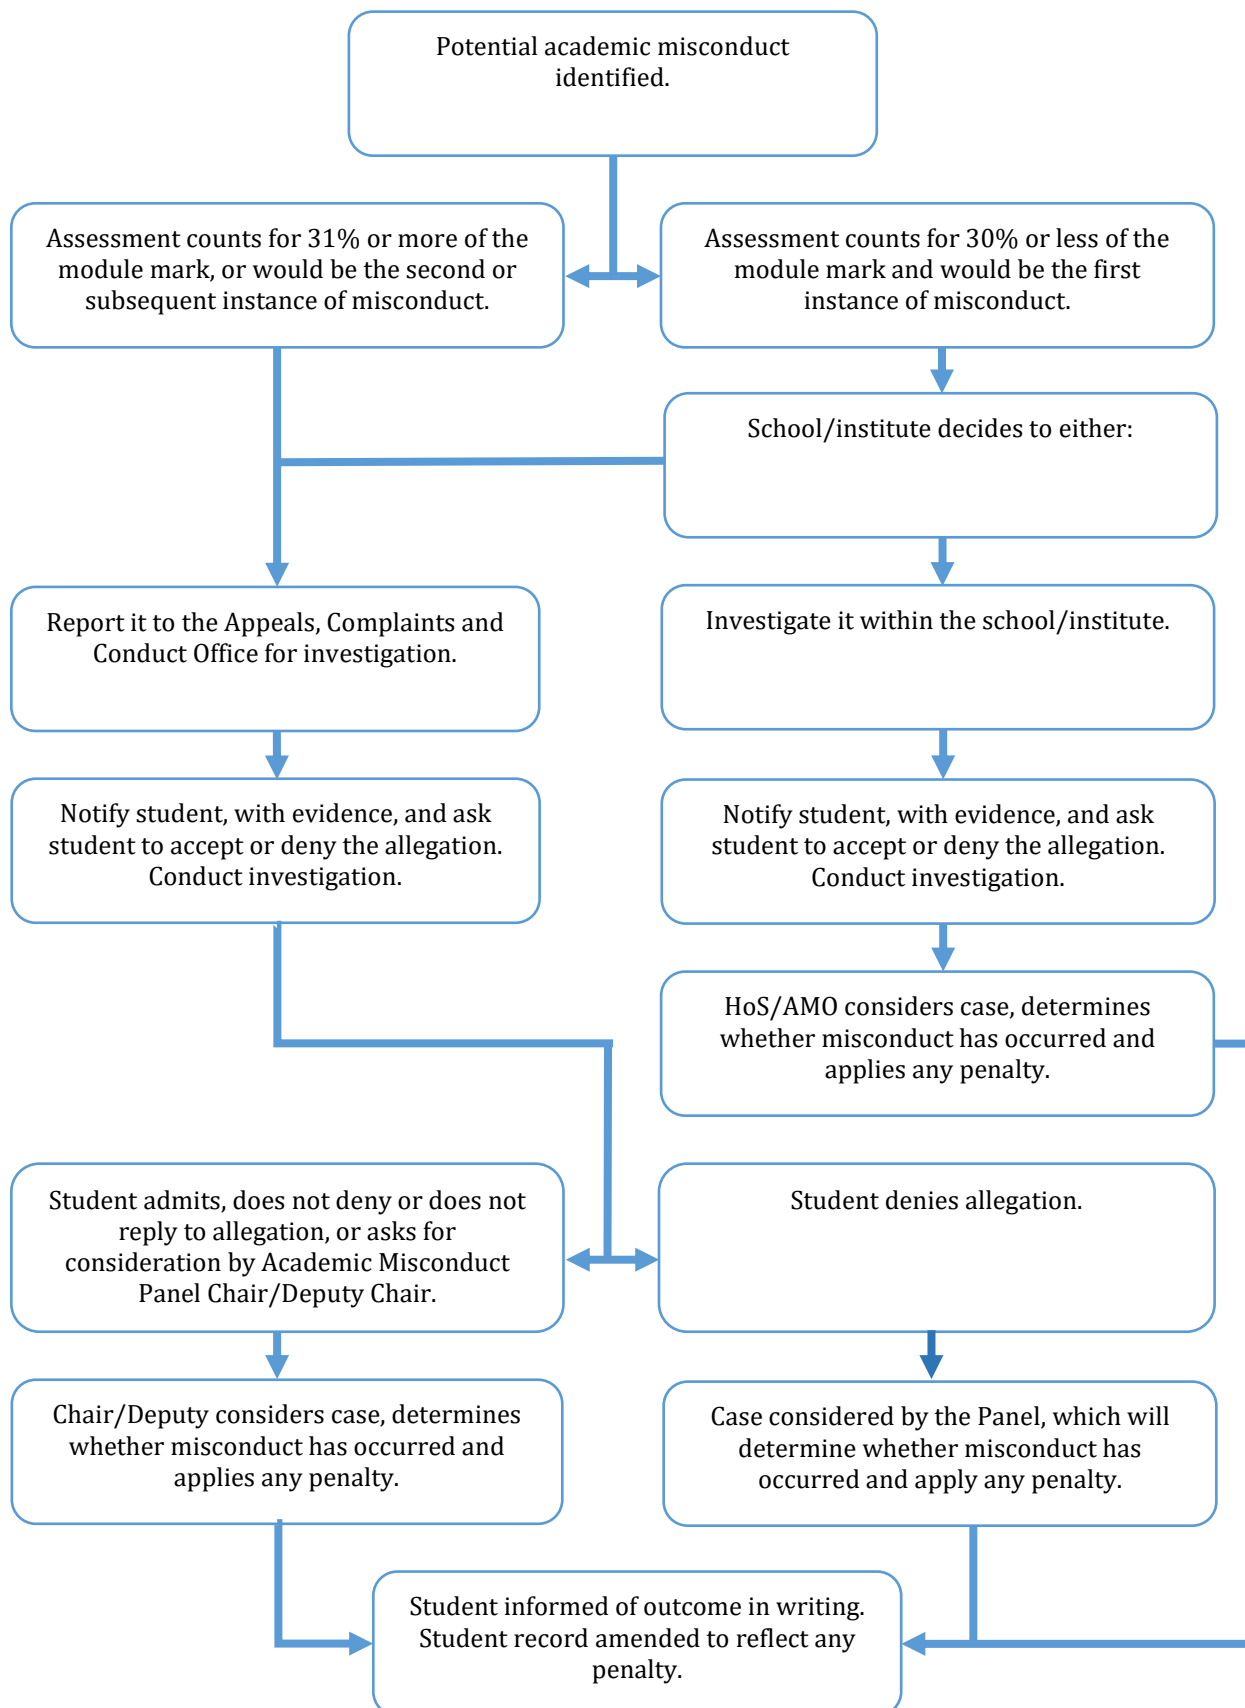 Potential academic misconduct
identified.
Assessment counts for 31% or more of the
module mark, or would be the second or
subsequent instance of misconduct.
Assessment counts for 30% or less of the
module mark and would be the first
instance of misconduct.
School/institute decides to either:
Report it to the Appeals, Complaints and
Conduct Office for investigation.
Investigate it within the school/institute.
Notify student, with evidence, and ask
student to accept or deny the allegation.
Conduct investigation.
Notify student, with evidence, and ask
student to accept or deny the allegation.
Conduct investigation.
HoS/AMO considers case, determines
whether misconduct has occurred and
applies any penalty.
Student admits, does not deny or does not
reply to allegation, or asks for
consideration by Academic Misconduct
Panel Chair/Deputy Chair.
Student denies allegation.
Chair/Deputy considers case, determines
whether misconduct has occurred and
applies any penalty.
Case considered by the Panel, which will
determine whether misconduct has
occurred and apply any penalty.
Student informed of outcome in writing.
Student record amended to reflect any
penalty.